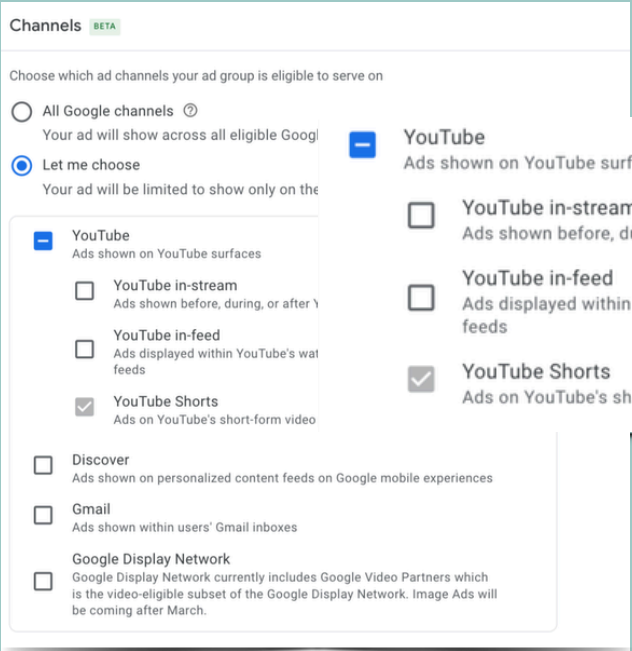 Channels BETA
Choose which ad channels your ad group is eligible to serve on
All Google channels
Your ad will show across all eligible Googl
Let me choose
Your ad will be limited to show only on the
YouTube
Ads shown on YouTube surfaces
YouTube in-stream
Ads shown before, during, or after Y
YouTube in-feed
Ads displayed within YouTube's wat
feeds
YouTube Shorts
Ads on YouTube's short-form video
Discover
Ads shown on personalized content feeds on Google mobile experiences
Gmail
Ads shown within users' Gmail inboxes
Google Display Network
Google Display Network currently includes Google Video Partners which
is the video-eligible subset of the Google Display Network. Image Ads will
be coming after March.
YouTube
Ads shown on YouTube surf
YouTube in-stream
Ads shown before, du
YouTube in-feed
Ads displayed within
feeds
YouTube Shorts
Ads on YouTube's sh